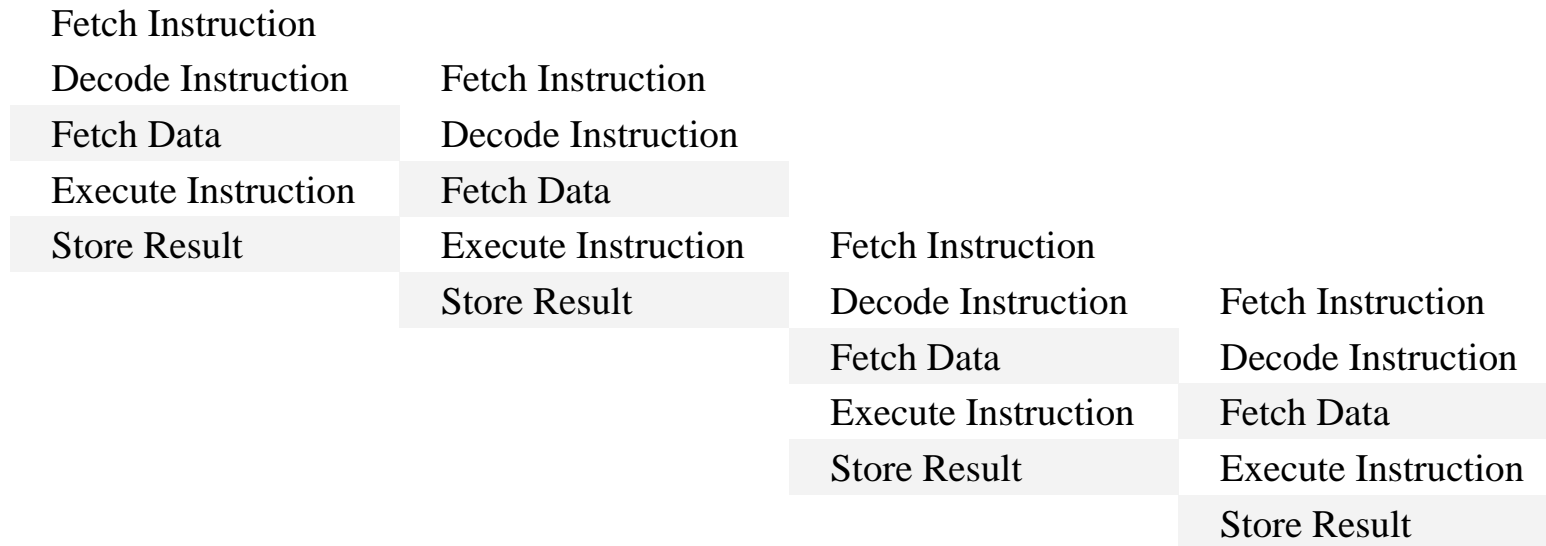 Fetch Instruction
Decode Instruction Fetch Instruction
Fetch Data Decode Instruction
Execute Instruction Fetch Data
Store Result Execute Instruction Fetch Instruction
Store Result Decode Instruction Fetch Instruction
Fetch Data Decode Instruction
Execute Instruction Fetch Data
Store Result Execute Instruction
Store Result